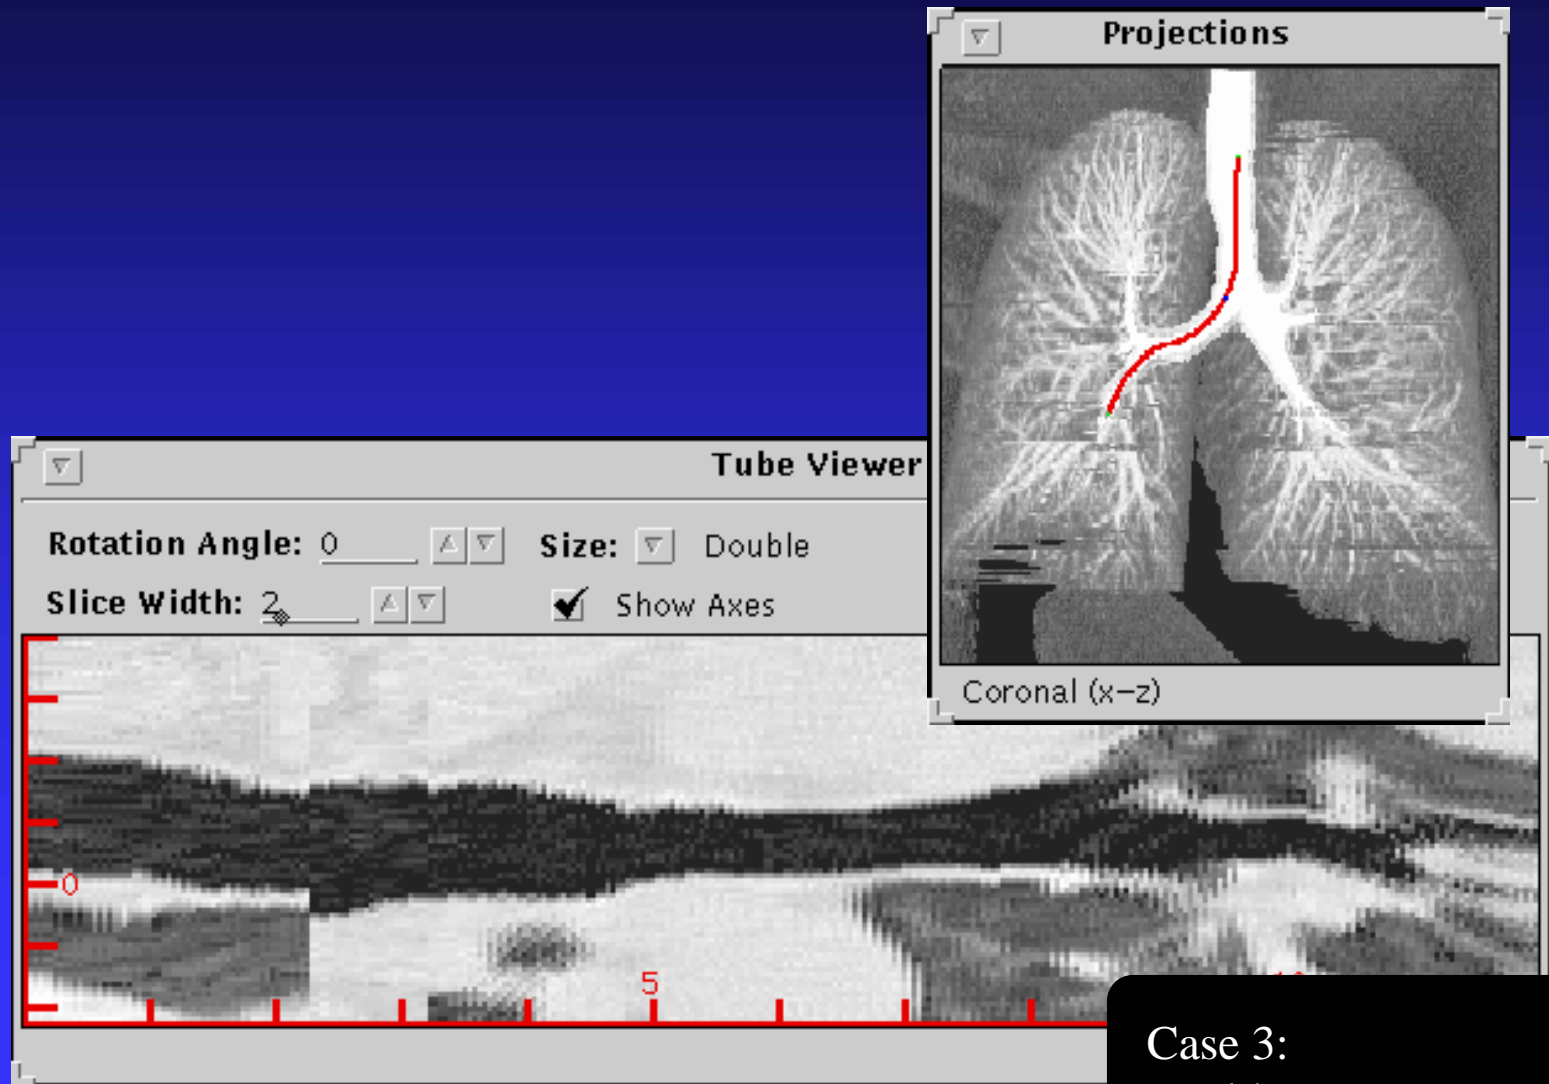 Projections
Coronal (x-z)
Tube Viewer
Rotation Angle: 0 Size: Double
Slice Width: 2 Show Axes
0
5
Case 3: